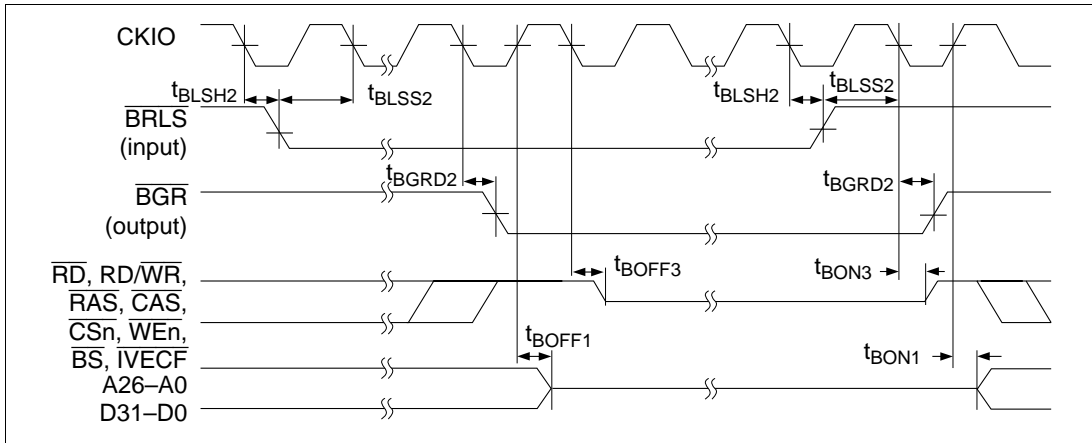 CKIO
tBLSH2
tBLSS2
tBLSH2
tBLSS2
BRLS
(input)
tBGRD2
tBGRD2
BGR
(output)
tBOFF3
tBON3
RD, RD/WR,
RAS, CAS,
CSn, WEn,
BS, IVECF
tBOFF1
tBON1
A26–A0
D31–D0